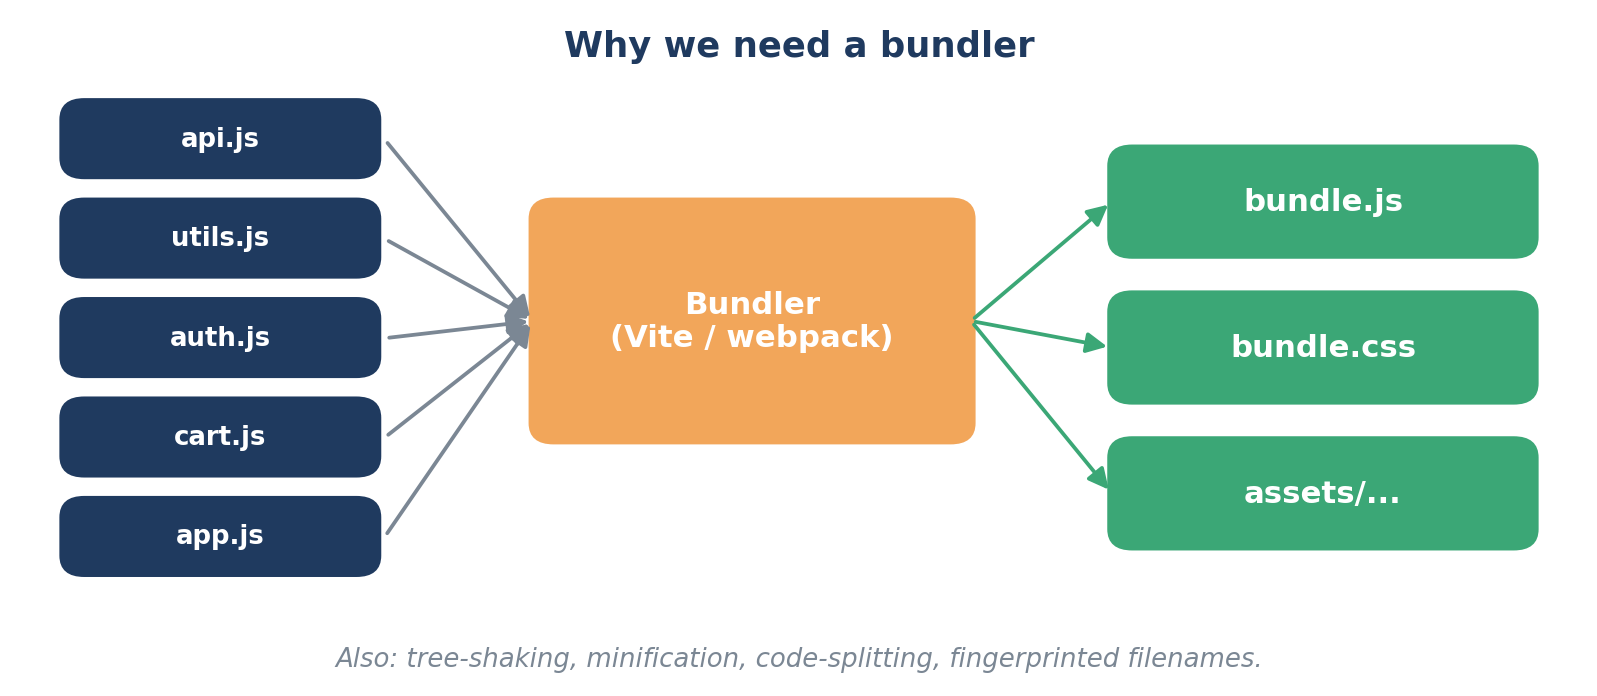 Why we need a bundler
api.js
utils.js
auth.js
cart.js
app.js
Bundler
(Vite / webpack)
bundle.js
bundle.css
assets/...
Also: tree-shaking, minification, code-splitting, fingerprinted filenames.